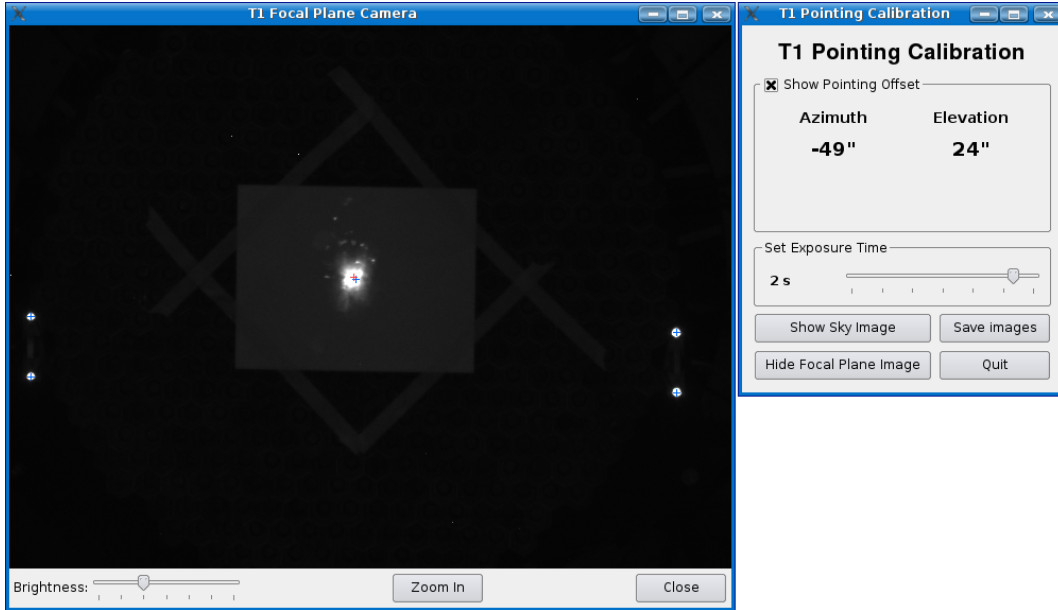 T1 Focal Plane Camera
Brightness:
Zoom In
Close
T1 Pointing Calibration
T1 Pointing Calibration
Show Pointing Offset
Azimuth Elevation
-49" 24"
Set Exposure Time
2 s
Show Sky Image Save images
Hide Focal Plane Image Quit